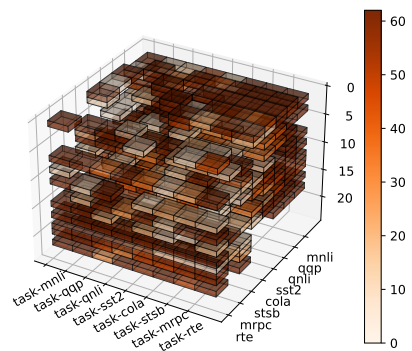 60
50
40
30
20
10
0
0
5
10
15
20
mnli
qqp
qnli
sst2
cola
stsb
mrpc
rte
task-mnli
task-qqp
task-qnli
task-sst2
task-cola
task-stsb
task-mrpc
task-rte